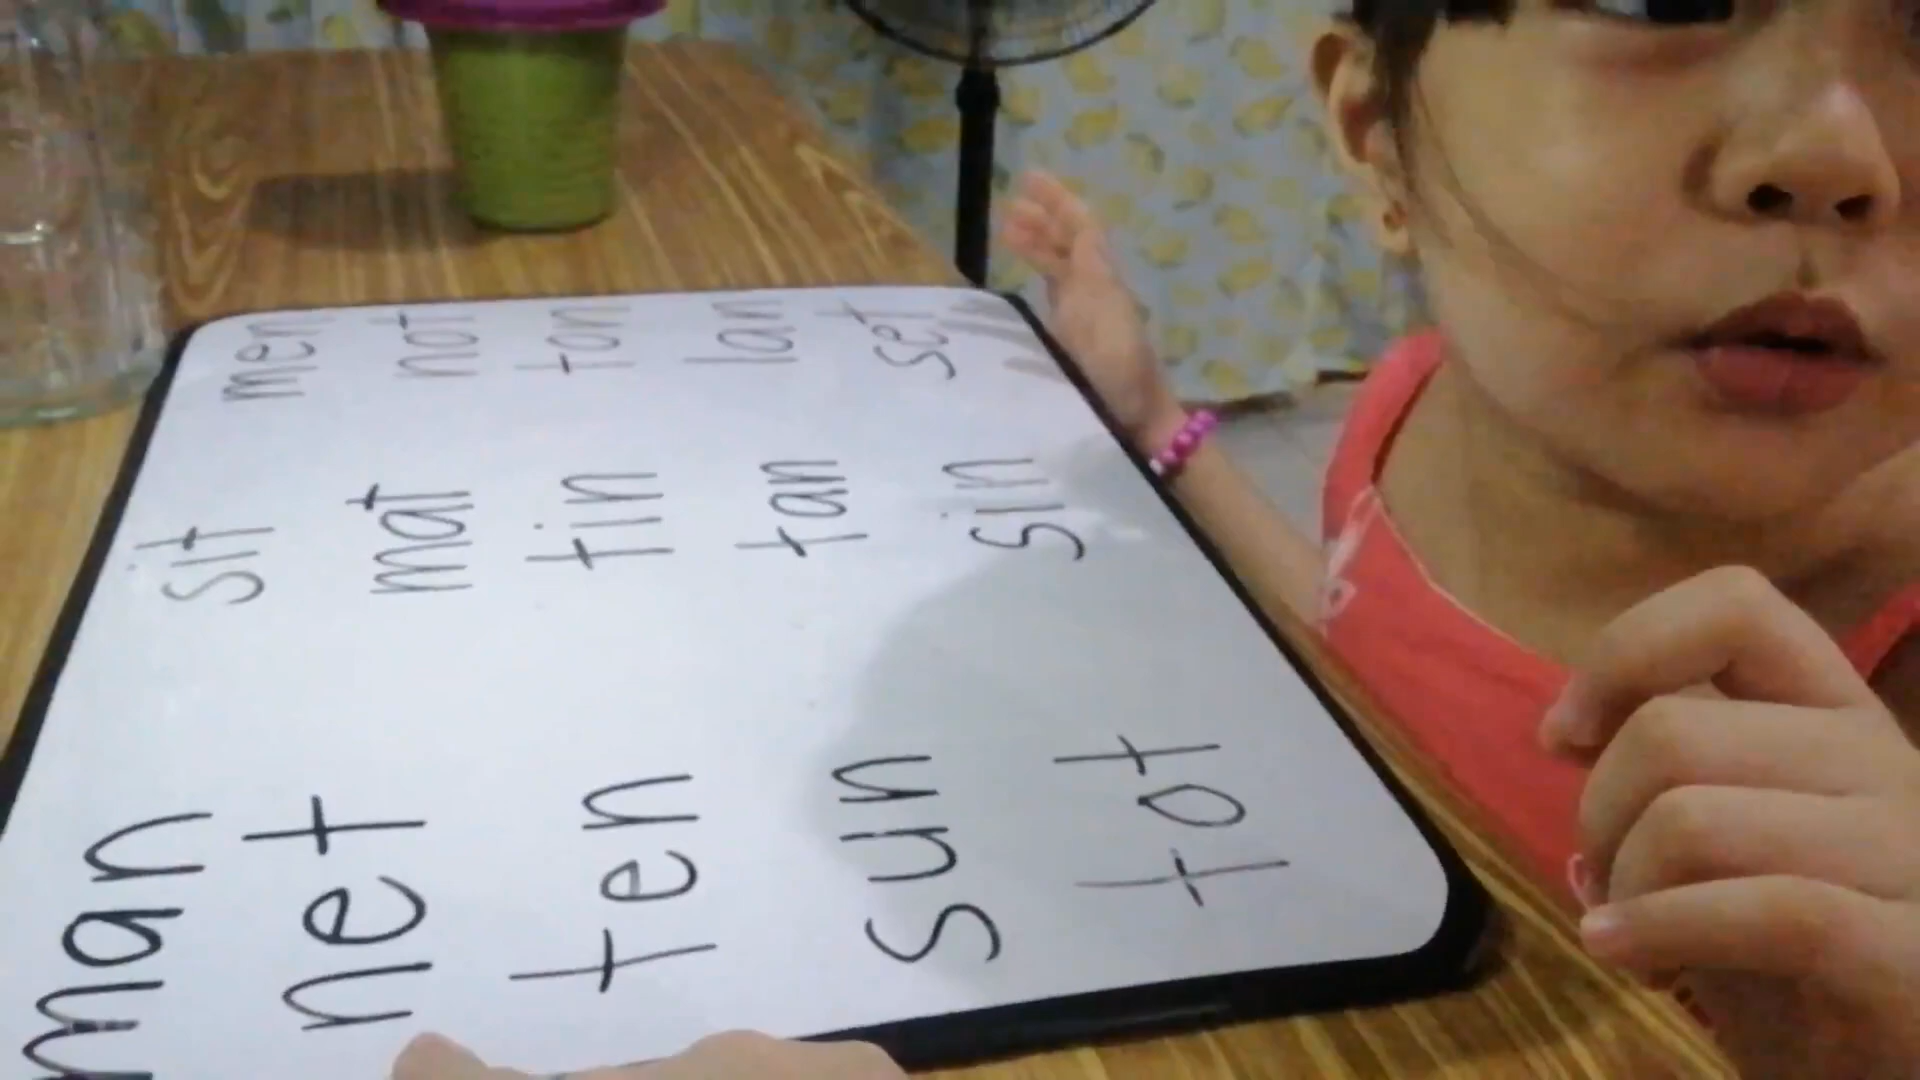 man sit men
net mat not
ten tin ton
sun tan lan
tot sin set